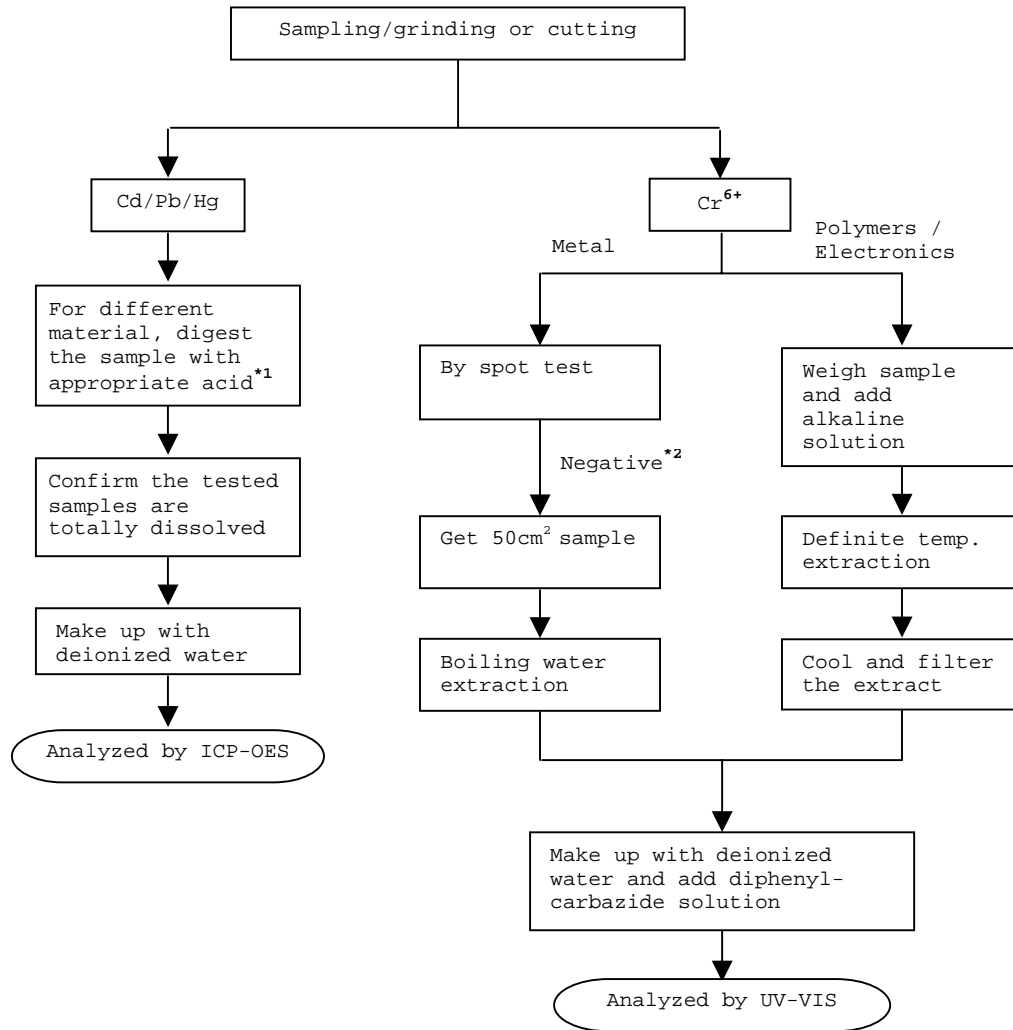 Sampling/grinding or cutting
Cd/Pb/Hg
For different
material, digest
the sample with
appropriate acid*1
Confirm the tested
samples are
totally dissolved
Make up with
deionized water
Analyzed by ICP-OES
Cr6+
Metal
Polymers /
Electronics
By spot test
Negative*2
Get 50cm2 sample
Boiling water
extraction
Weigh sample
and add
alkaline
solution
Definite temp.
extraction
Cool and filter
the extract
Make up with deionized
water and add diphenyl-
carbazide solution
Analyzed by UV-VIS